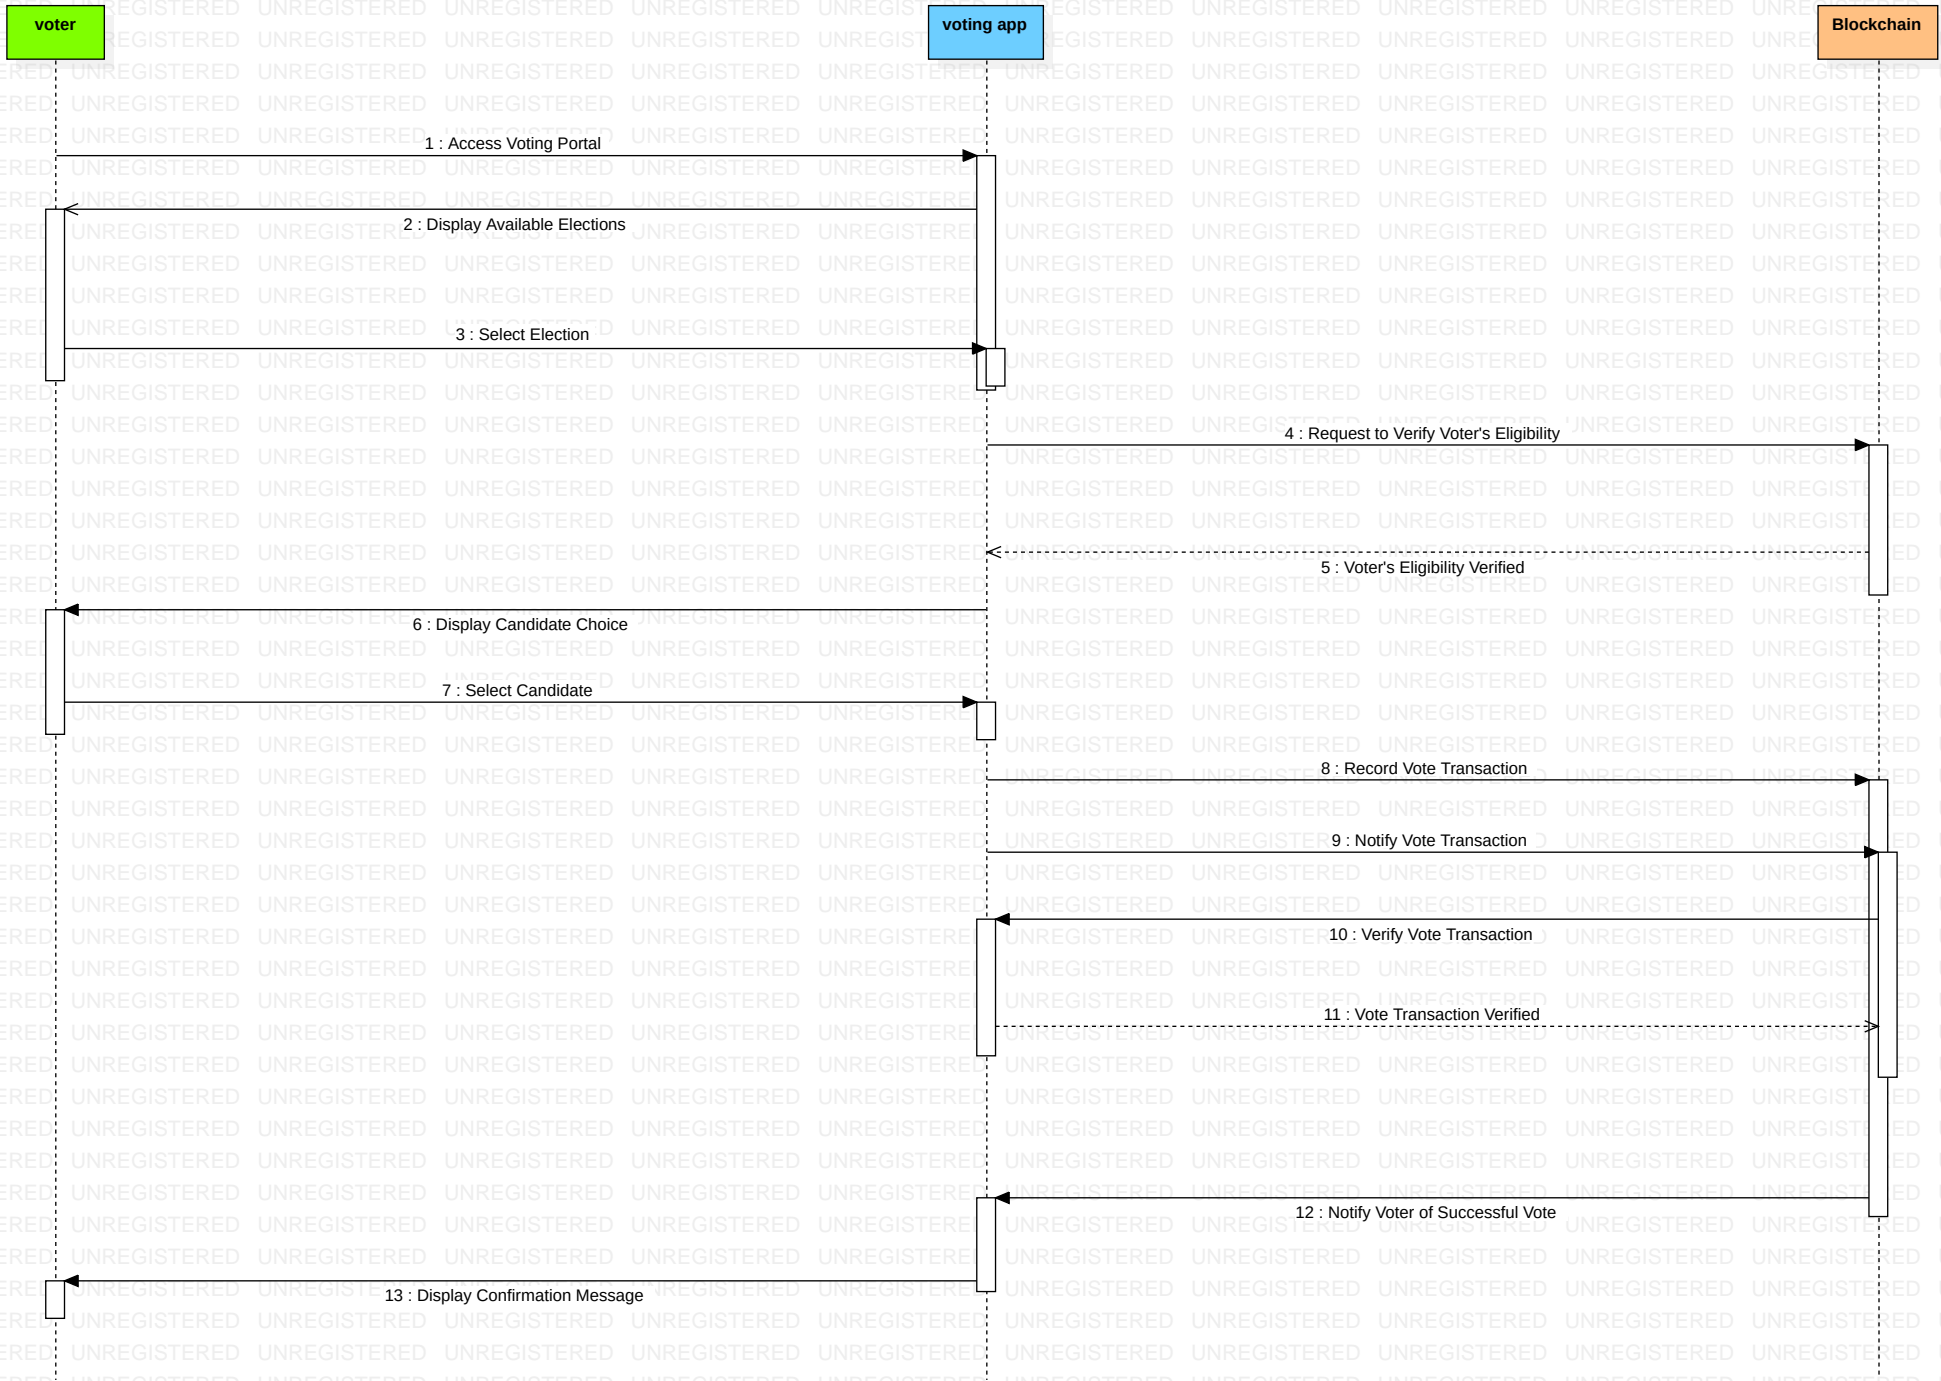 voter
voting app
Blockchain
1 : Access Voting Portal
2 : Display Available Elections
3 : Select Election
4 : Request to Verify Voter's Eligibility
5 : Voter's Eligibility Verified
6 : Display Candidate Choice
7 : Select Candidate
8 : Record Vote Transaction
9 : Notify Vote Transaction
10 : Verify Vote Transaction
11 : Vote Transaction Verified
12 : Notify Voter of Successful Vote
13 : Display Confirmation Message
UNREGISTERED